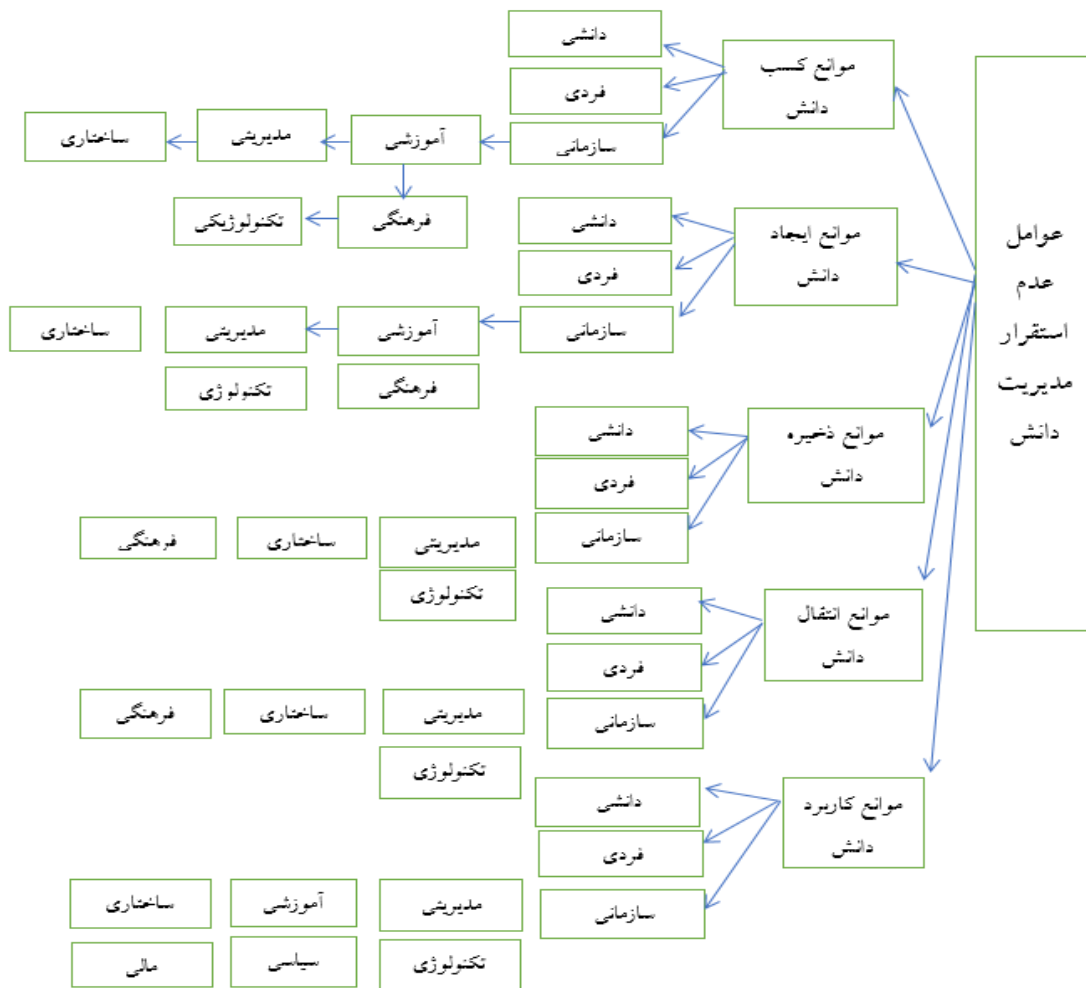 عوامل
عدم
استقرار
مدیریت
دانش
موانع کسب
دانش
دانشی
فردی
سازمانی
آموزشی
مدیریتی
ساختاری
فرهنگی
تکنولوژیکی
موانع ایجاد
دانش
دانشی
فردی
سازمانی
آموزشی
مدیریتی
ساختاری
فرهنگی
تکنولوژی
موانع ذخیره
دانش
دانشی
فردی
سازمانی
مدیریتی
ساختاری
فرهنگی
تکنولوژی
موانع انتقال
دانش
دانشی
فردی
سازمانی
مدیریتی
ساختاری
فرهنگی
تکنولوژی
موانع کاربرد
دانش
دانشی
فردی
سازمانی
مدیریتی
آموزشی
ساختاری
تکنولوژی
سیاسی
مالی